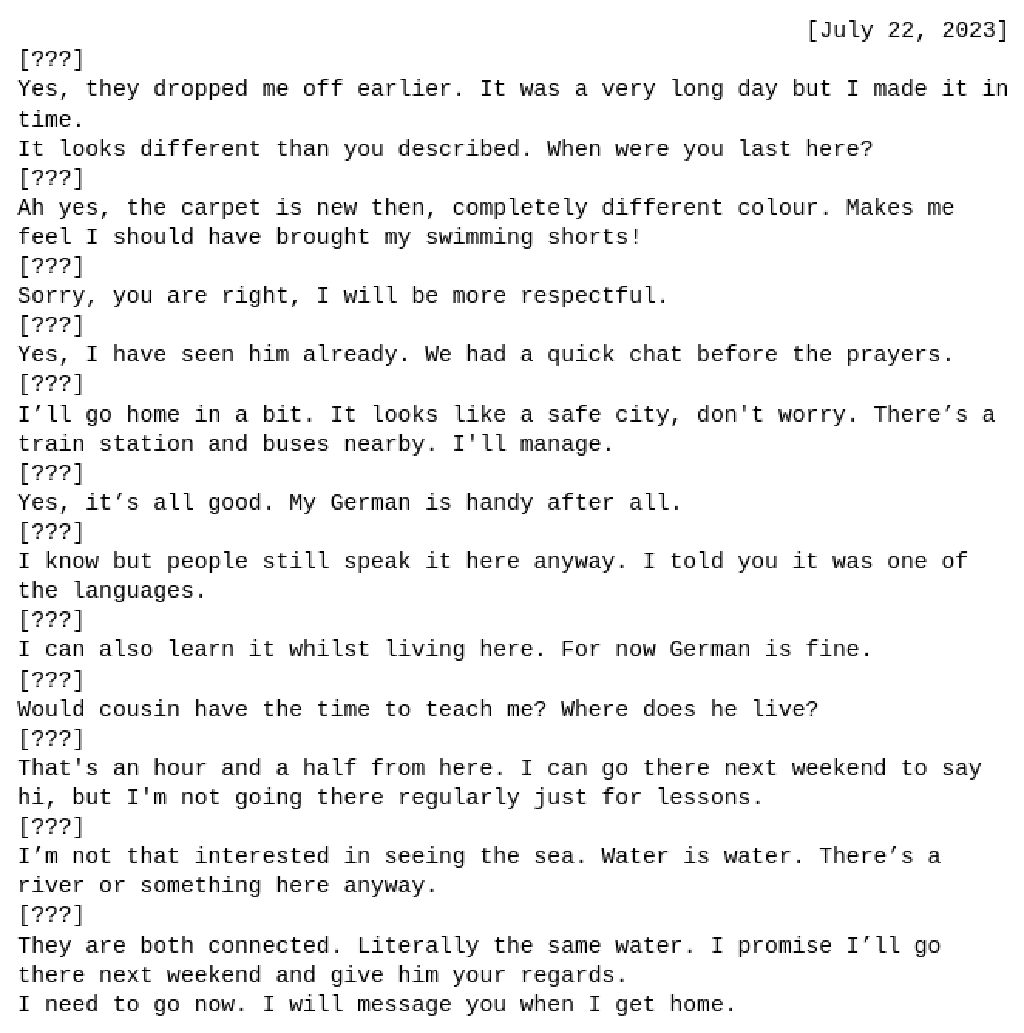 [July 22, 2023]
[???]
Yes, they dropped me off earlier. It was a very long day but I made it in
time.
It looks different than you described. When were you last here?
[???]
Ah yes, the carpet is new then, completely different colour. Makes me
feel I should have brought my swimming shorts!
[???]
Sorry, you are right, I will be more respectful.
[???]
Yes, I have seen him already. We had a quick chat before the prayers.
[???]
I’ll go home in a bit. It looks like a safe city, don't worry. There’s a
train station and buses nearby. I'll manage.
[???]
Yes, it’s all good. My German is handy after all.
[???]
I know but people still speak it here anyway. I told you it was one of
the languages.
[???]
I can also learn it whilst living here. For now German is fine.
[???]
Would cousin have the time to teach me? Where does he live?
[???]
That's an hour and a half from here. I can go there next weekend to say
hi, but I'm not going there regularly just for lessons.
[???]
I’m not that interested in seeing the sea. Water is water. There’s a
river or something here anyway.
[???]
They are both connected. Literally the same water. I promise I’ll go
there next weekend and give him your regards.
I need to go now. I will message you when I get home.